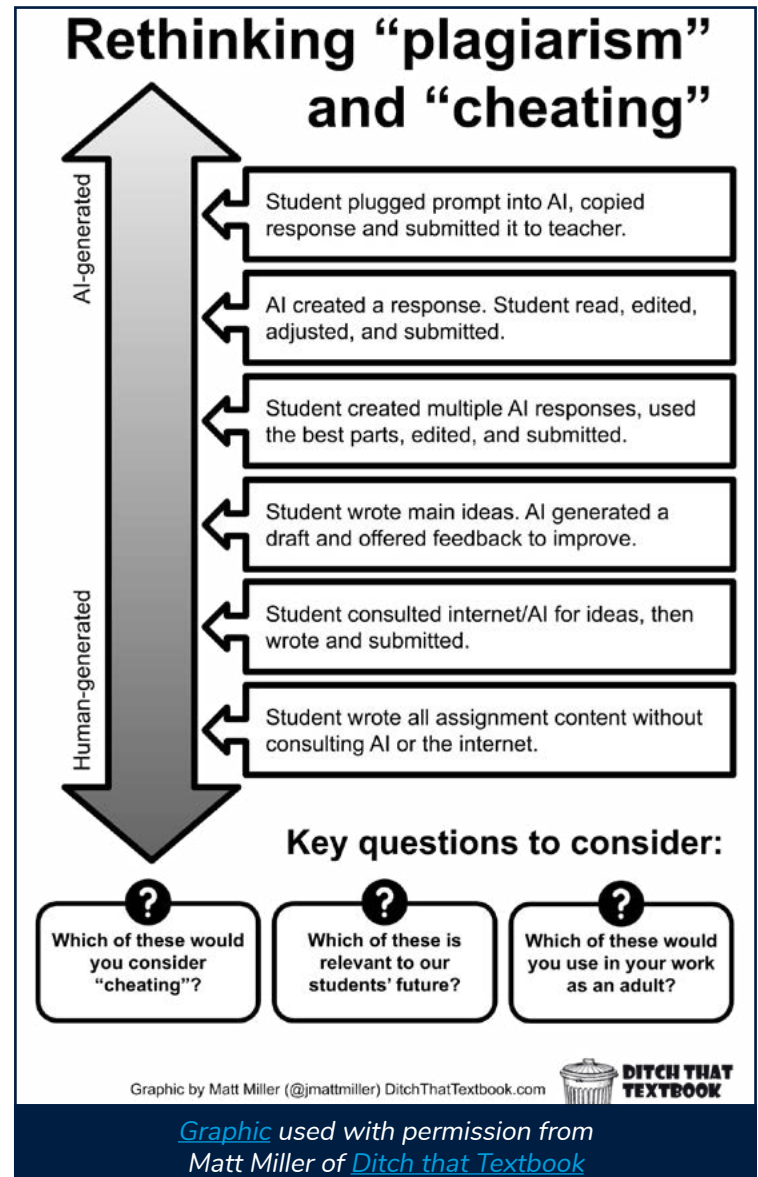 Rethinking “plagiarism”
and “cheating”
AI-generated
Student plugged prompt into AI, copied
response and submitted it to teacher.
AI created a response. Student read, edited,
adjusted, and submitted.
Student created multiple AI responses, used
the best parts, edited, and submitted.
Student wrote main ideas. AI generated a
draft and offered feedback to improve.
Human-generated
Student consulted internet/AI for ideas, then
wrote and submitted.
Student wrote all assignment content without
consulting AI or the internet.
Key questions to consider:
?
Which of these would
you consider
“cheating”?
?
Which of these is
relevant to our
students’ future?
?
Which of these would
you use in your work
as an adult?
Graphic by Matt Miller (@jmattmiller) DitchThatTextbook.com
DITCH THAT
TEXTBOOK
Graphic used with permission from
Matt Miller of Ditch that Textbook